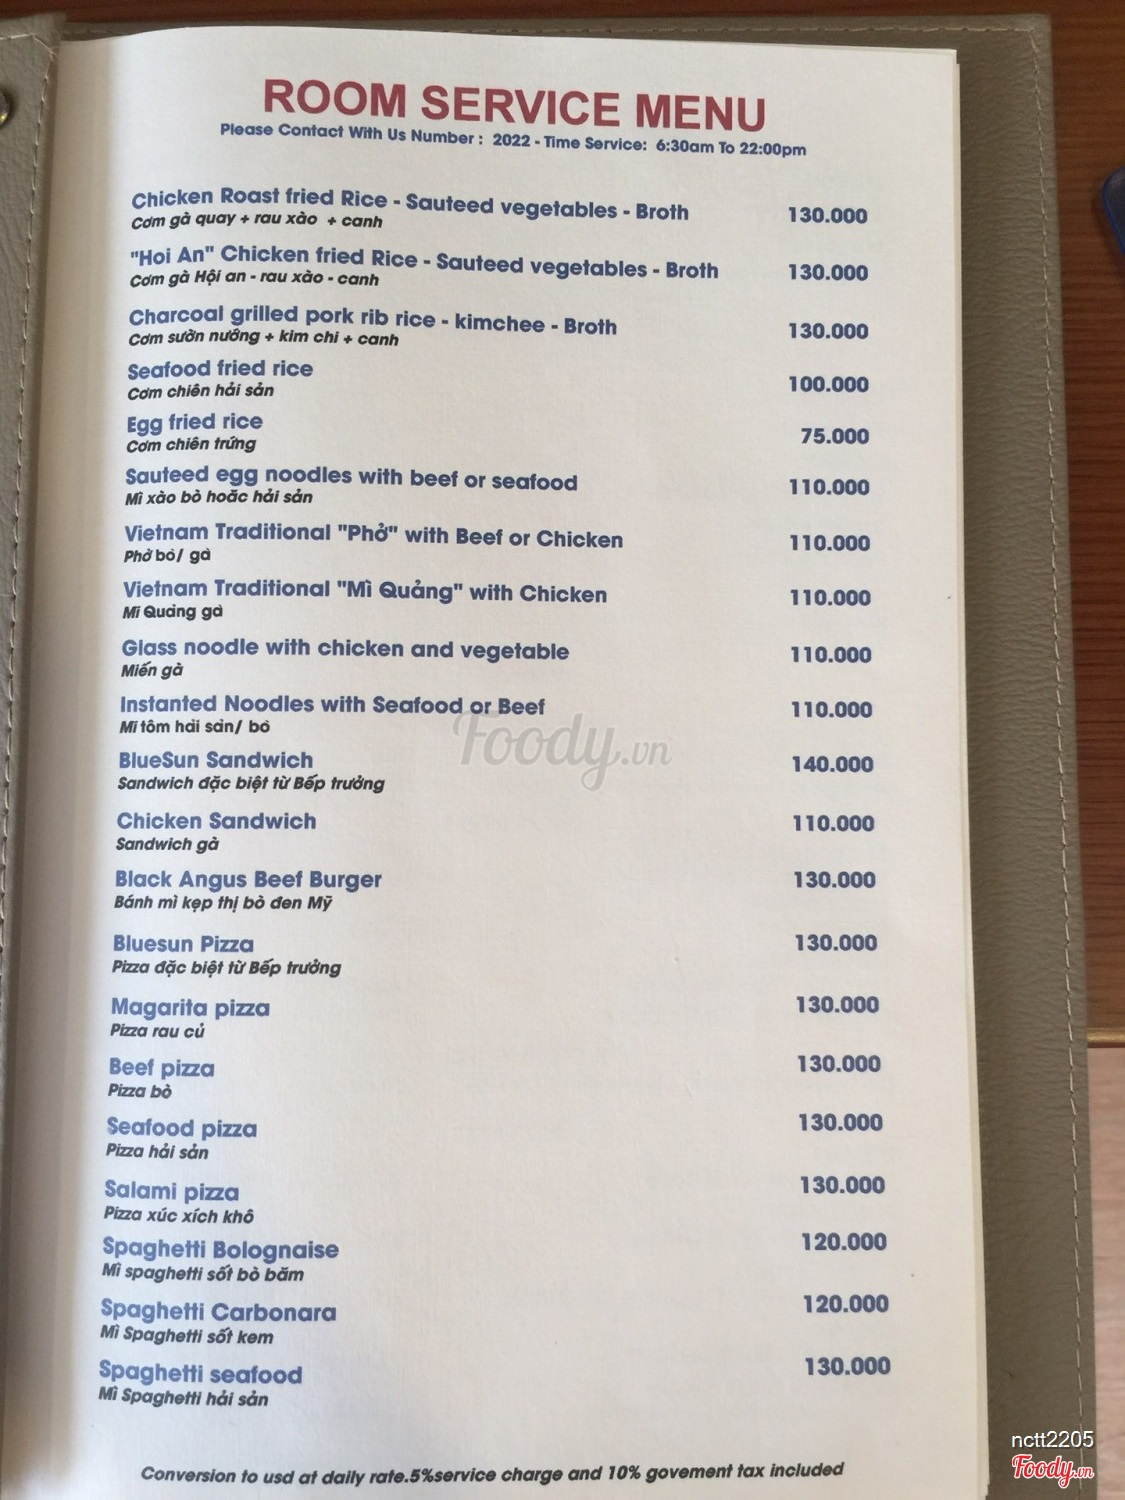 ROOM SERVICE MENU
Please Contact With Us Number : 2022 - Time Service: 6:30am To 22:00pm
Chicken Roast fried Rice - Sauteed vegetables - Broth 130.000
Cơm gà quay + rau xào + canh
"Hoi An" Chicken fried Rice - Sauteed vegetables - Broth 130.000
Cơm gà Hội an - rau xào - canh
Charcoal grilled pork rib rice - kimchee - Broth 130.000
Cơm sườn nướng + kim chi + canh
Seafood fried rice 100.000
Cơm chiên hải sản
Egg fried rice 75.000
Cơm chiên trứng
Sauteed egg noodles with beef or seafood 110.000
Mì xào bò hoặc hải sản
Vietnam Traditional "Phở" with Beef or Chicken 110.000
Phở bò/ gà
Vietnam Traditional "Mì Quảng" with Chicken 110.000
Mì Quảng gà
Glass noodle with chicken and vegetable 110.000
Miến gà
Instanted Noodles with Seafood or Beef 110.000
Mì tôm hải sản/ bò
BlueSun Sandwich 140.000
Sandwich đặc biệt từ Bếp trưởng
Chicken Sandwich 110.000
Sandwich gà
Black Angus Beef Burger 130.000
Bánh mì kẹp thị bò đen Mỹ
Bluesun Pizza 130.000
Pizza đặc biệt từ Bếp trưởng
Magarita pizza 130.000
Pizza rau củ
Beef pizza 130.000
Pizza bò
Seafood pizza 130.000
Pizza hải sản
Salami pizza 130.000
Pizza xúc xích khô
Spaghetti Bolognaise 120.000
Mì spaghetti sốt bò băm
Spaghetti Carbonara 120.000
Mì Spaghetti sốt kem
Spaghetti seafood 130.000
Mì Spaghetti hải sản
Conversion to usd at daily rate.5%service charge and 10% govement tax included
Foody.vn
nctt2205
Foody.vn